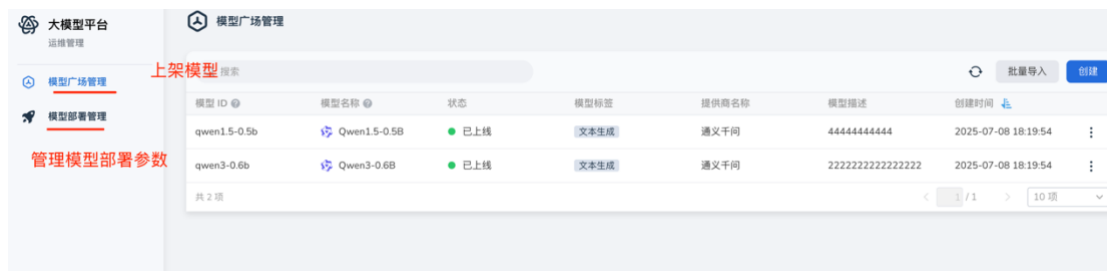 大模型平台
运维管理
模型广场管理
模型部署管理
上架模型
管理模型部署参数
模型广场管理
搜索
批量导入
创建
模型 ID 模型名称 状态 模型标签 提供商名称 模型描述 创建时间
qwen1.5-0.5b Qwen1.5-0.5B 已上线 文本生成 通义千问 44444444444 2025-07-08 18:19:54
qwen3-0.6b Qwen3-0.6B 已上线 文本生成 通义千问 2222222222222222 2025-07-08 18:19:54
共 2 项
1 / 1
10 项